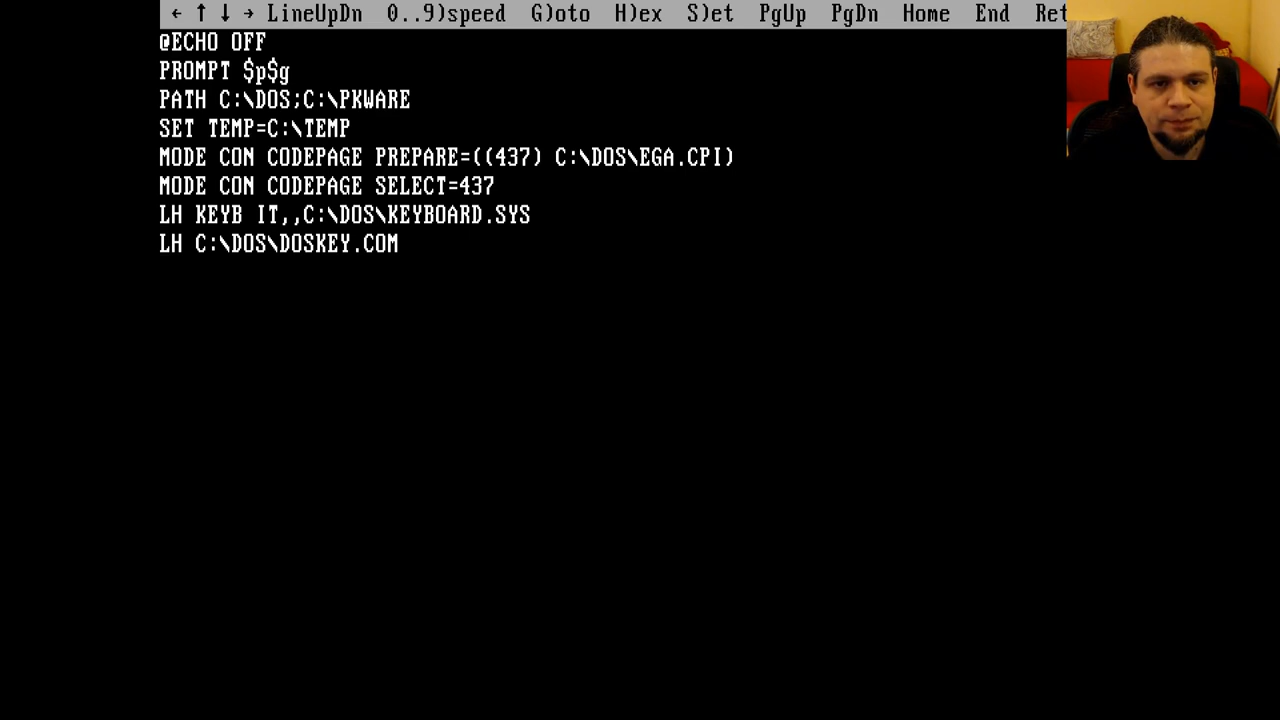 ← ↑ ↓ → LineUpDn 0..9)speed G)oto H)ex S)et PgUp PgDn Home End Ret
@ECHO OFF
PROMPT $p$g
PATH C:\DOS;C:\PKWARE
SET TEMP=C:\TEMP
MODE CON CODEPAGE PREPARE=((437) C:\DOS\EGA.CPI)
MODE CON CODEPAGE SELECT=437
LH KEYB IT,,C:\DOS\KEYBOARD.SYS
LH C:\DOS\DOSKEY.COM